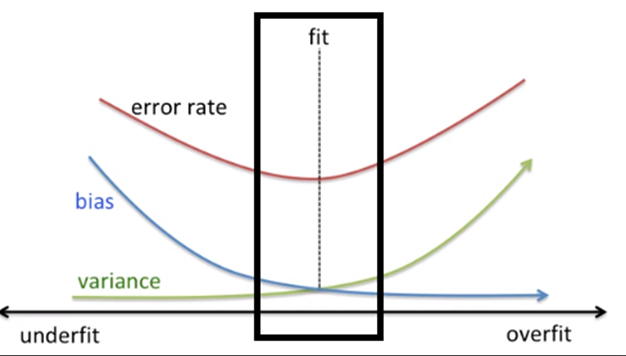 fit
error rate
bias
variance
underfit
overfit